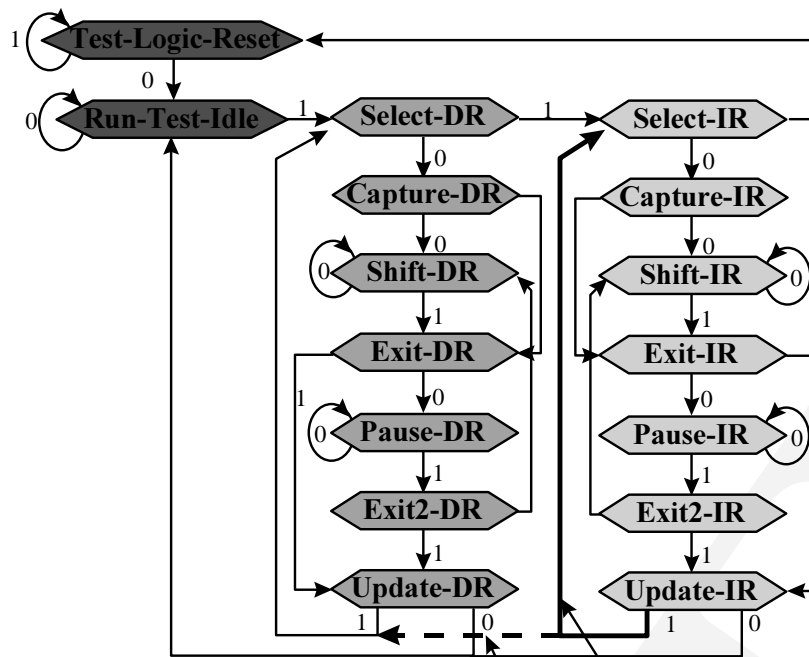 1 Test-Logic-Reset
0
0 Run-Test-Idle 1 Select-DR 1 Select-IR
0 0
Capture-DR Capture-IR
0 0
0 Shift-DR Shift-IR 0
1 1
Exit-DR Exit-IR
1 0 0
0 Pause-DR Pause-IR 0
1 1
Exit2-DR Exit2-IR
1 1
Update-DR Update-IR
1 0 1 0